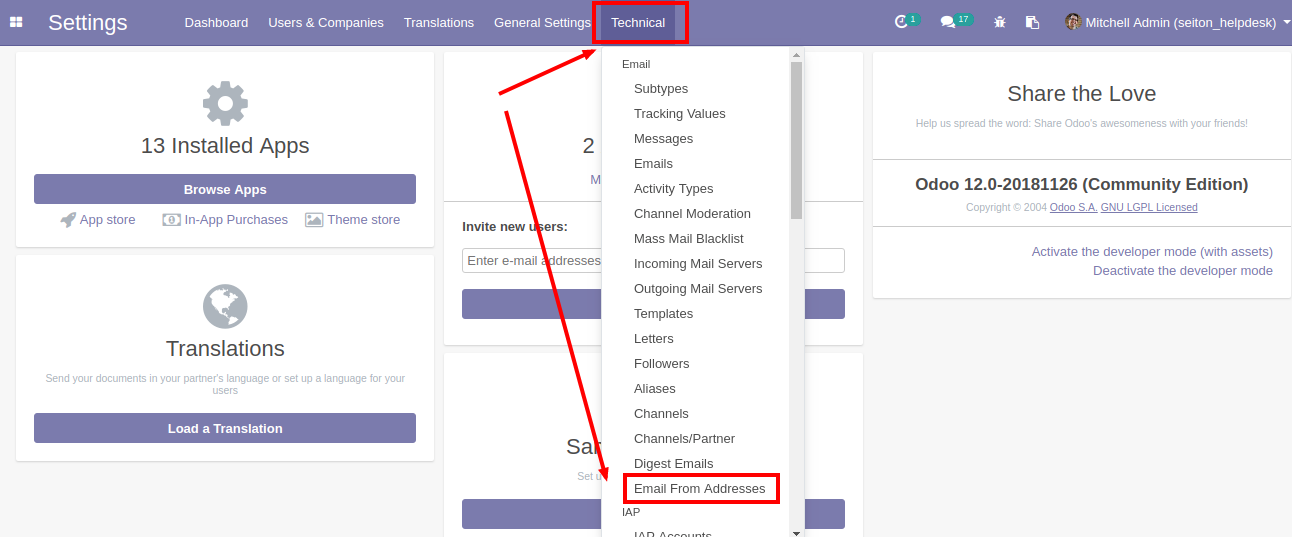 Settings
Dashboard
Users & Companies
Translations
General Settings
Technical
1
17
Mitchell Admin (seiton_helpdesk)
13 Installed Apps
Browse Apps
App store
In-App Purchases
Theme store
Translations
Send your documents in your partner's language or set up a language for your
users
Load a Translation
2
M
Invite new users:
Enter e-mail addresses
Set u
Email
Subtypes
Tracking Values
Messages
Emails
Activity Types
Channel Moderation
Mass Mail Blacklist
Incoming Mail Servers
Outgoing Mail Servers
Templates
Letters
Followers
Aliases
Channels
Channels/Partner
Digest Emails
Email From Addresses
IAP
IAP Accounts
Share the Love
Help us spread the word: Share Odoo's awesomeness with your friends!
Odoo 12.0-20181126 (Community Edition)
Copyright © 2004 Odoo S.A. GNU LGPL Licensed
Activate the developer mode (with assets)
Deactivate the developer mode